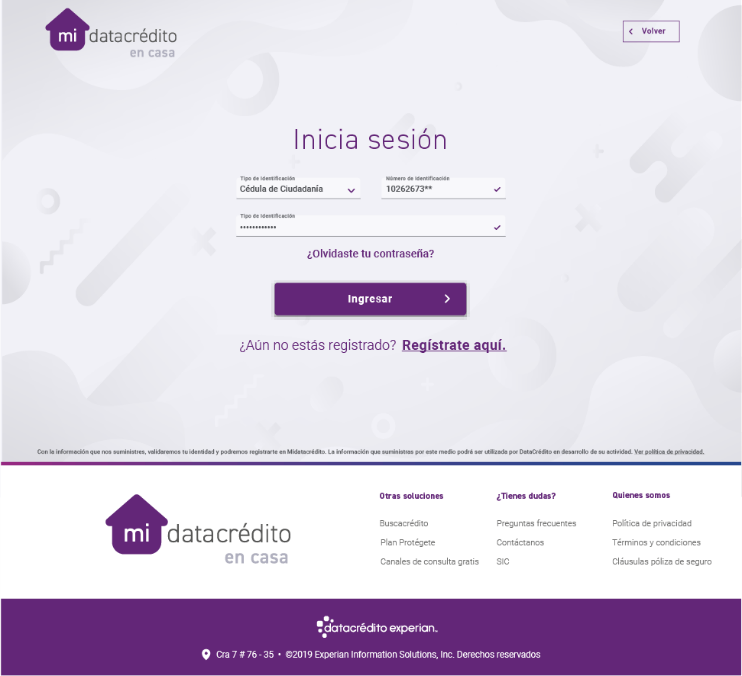 mi datacrédito
en casa
Volver
Inicia sesión
Tipo de Identificación
Cédula de Ciudadanía
Número de identificación
10262673**
Tipo de Identificación
••••••••••••
¿Olvidaste tu contraseña?
Ingresar
¿Aún no estás registrado? Regístrate aquí.
Con la información que nos suministres, validaremos tu identidad y podremos registrarte en Midatacrédito. La información que suministras por este medio podrá ser utilizada por DataCrédito en desarrollo de su actividad. Ver política de privacidad.
mi datacrédito
en casa
Otras soluciones
Buscacrédito
Plan Protégete
Canales de consulta gratis
¿Tienes dudas?
Preguntas frecuentes
Contáctanos
SIC
Quienes somos
Política de privacidad
Términos y condiciones
Cláusulas póliza de seguro
datacrédito experian™
Cra 7 # 76 - 35 • ©2019 Experian Information Solutions, Inc. Derechos reservados